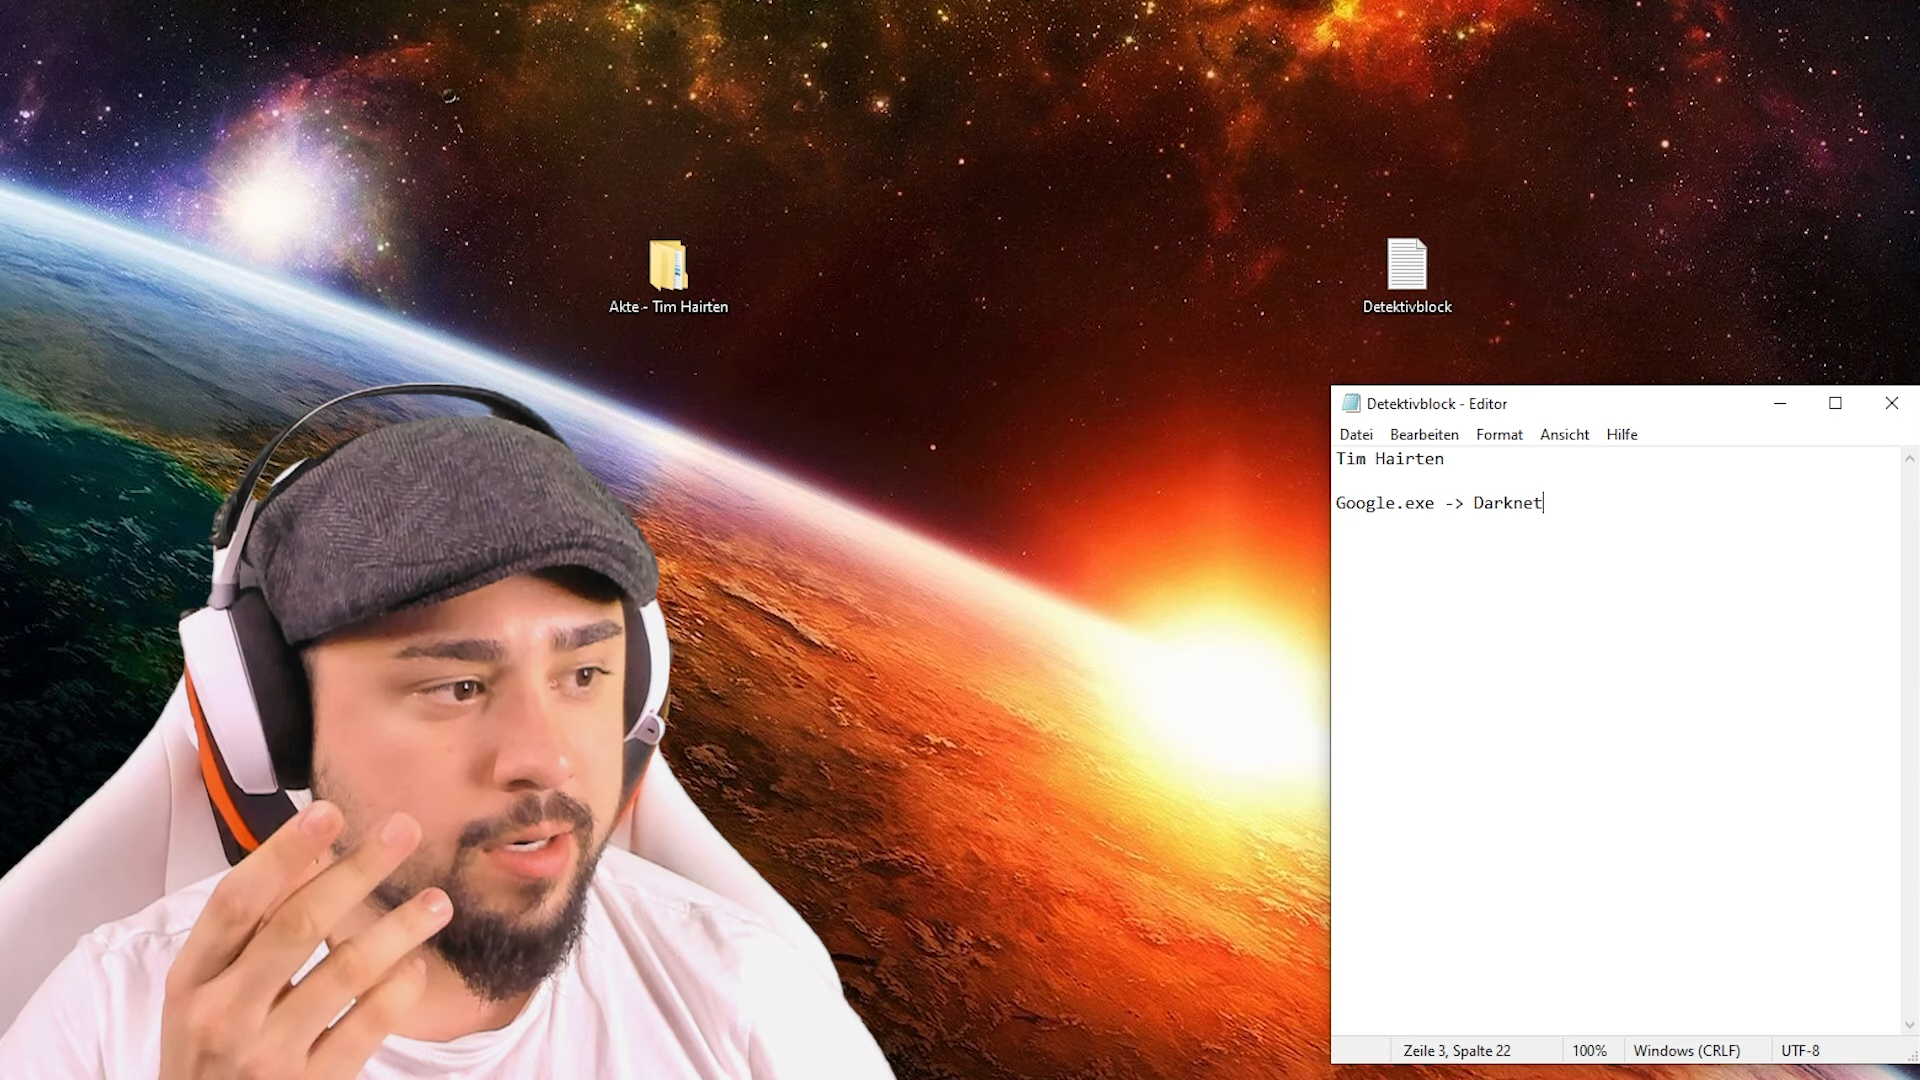 Akte - Tim Hairten
Detektivblock
Detektivblock - Editor
Datei Bearbeiten Format Ansicht Hilfe
Tim Hairten
Google.exe -> Darknet
Zeile 3, Spalte 22 100% Windows (CRLF) UTF-8